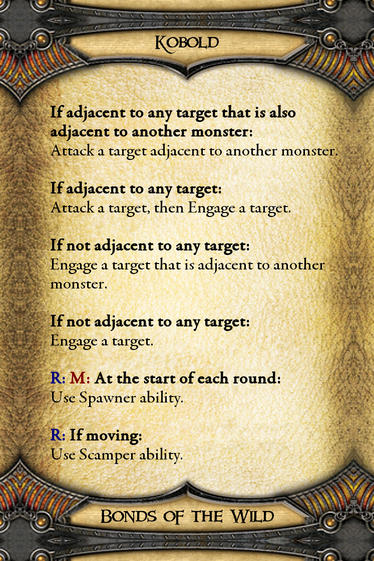 Kobold
If adjacent to any target that is also
adjacent to another monster:
Attack a target adjacent to another monster.
If adjacent to any target:
Attack a target, then Engage a target.
If not adjacent to any target:
Engage a target that is adjacent to another
monster.
If not adjacent to any target:
Engage a target.
R: M: At the start of each round:
Use Spawner ability.
R: If moving:
Use Scamper ability.
Bonds of the Wild